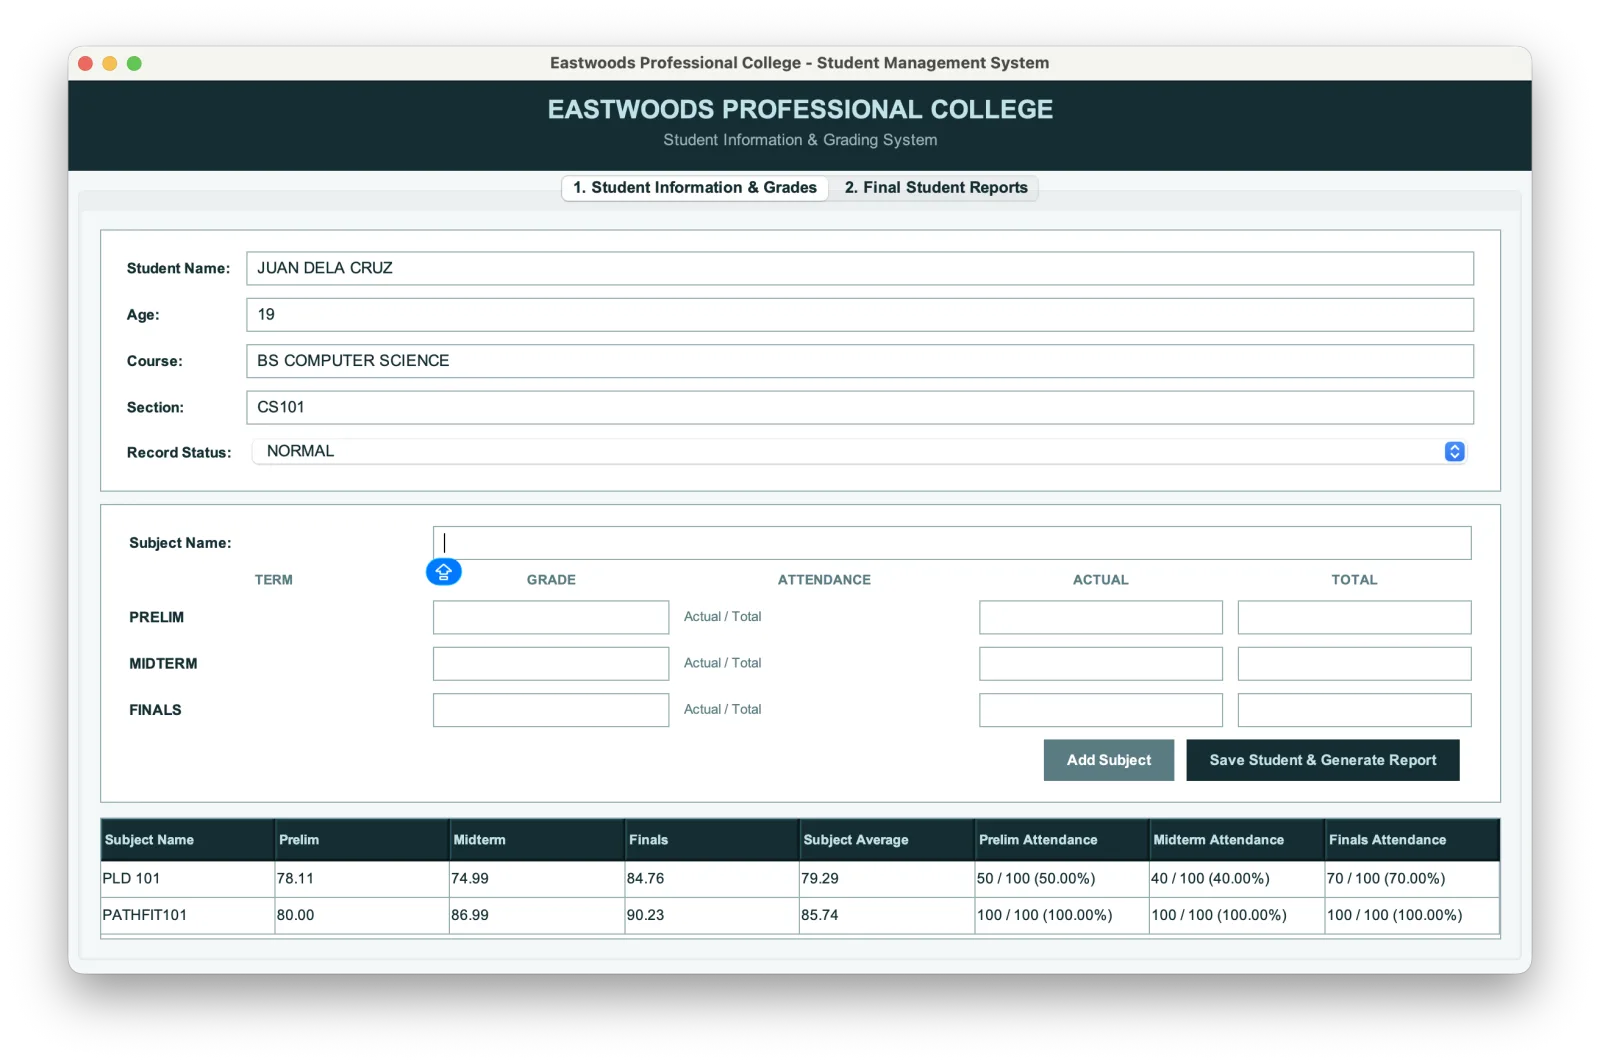 Eastwoods Professional College - Student Management System
EASTWOODS PROFESSIONAL COLLEGE
Student Information & Grading System
1. Student Information & Grades 2. Final Student Reports
Student Name: JUAN DELA CRUZ
Age: 19
Course: BS COMPUTER SCIENCE
Section: CS101
Record Status: NORMAL
Subject Name:
TERM GRADE ATTENDANCE ACTUAL TOTAL
PRELIM Actual / Total
MIDTERM Actual / Total
FINALS Actual / Total
Add Subject Save Student & Generate Report
Subject Name Prelim Midterm Finals Subject Average Prelim Attendance Midterm Attendance Finals Attendance
PLD 101 78.11 74.99 84.76 79.29 50 / 100 (50.00%) 40 / 100 (40.00%) 70 / 100 (70.00%)
PATHFIT101 80.00 86.99 90.23 85.74 100 / 100 (100.00%) 100 / 100 (100.00%) 100 / 100 (100.00%)